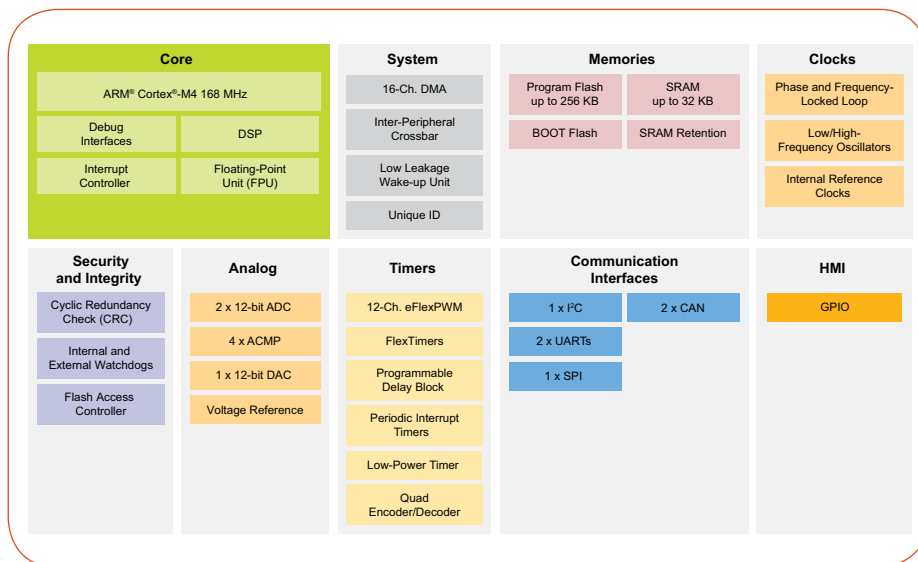 Core
ARM® Cortex®-M4 168 MHz
Debug
Interfaces
DSP
Interrupt
Controller
Floating-Point
Unit (FPU)
System
16-Ch. DMA
Inter-Peripheral
Crossbar
Low Leakage
Wake-up Unit
Unique ID
Memories
Program Flash
up to 256 KB
SRAM
up to 32 KB
BOOT Flash
SRAM Retention
Clocks
Phase and Frequency-
Locked Loop
Low/High-
Frequency Oscillators
Internal Reference
Clocks
Security
and Integrity
Cyclic Redundancy
Check (CRC)
Internal and
External Watchdogs
Flash Access
Controller
Analog
2 x 12-bit ADC
4 x ACMP
1 x 12-bit DAC
Voltage Reference
Timers
12-Ch. eFlexPWM
FlexTimers
Programmable
Delay Block
Periodic Interrupt
Timers
Low-Power Timer
Quad
Encoder/Decoder
Communication
Interfaces
1 x I²C
2 x CAN
2 x UARTs
1 x SPI
HMI
GPIO